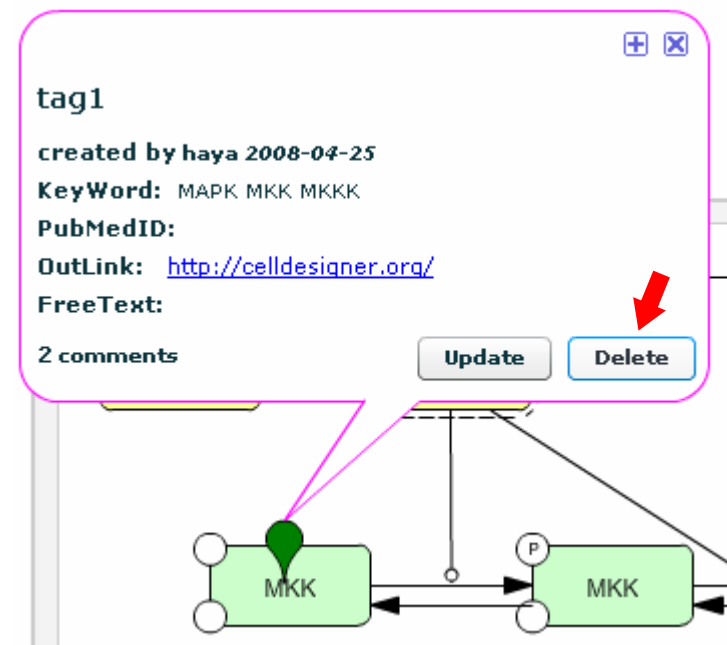 tag1
created by haya 2008-04-25
KeyWord: MAPK MKK MKKK
PubMedID:
OutLink: http://celldesigner.org/
FreeText:
2 comments Update Delete
P
MKK MKK